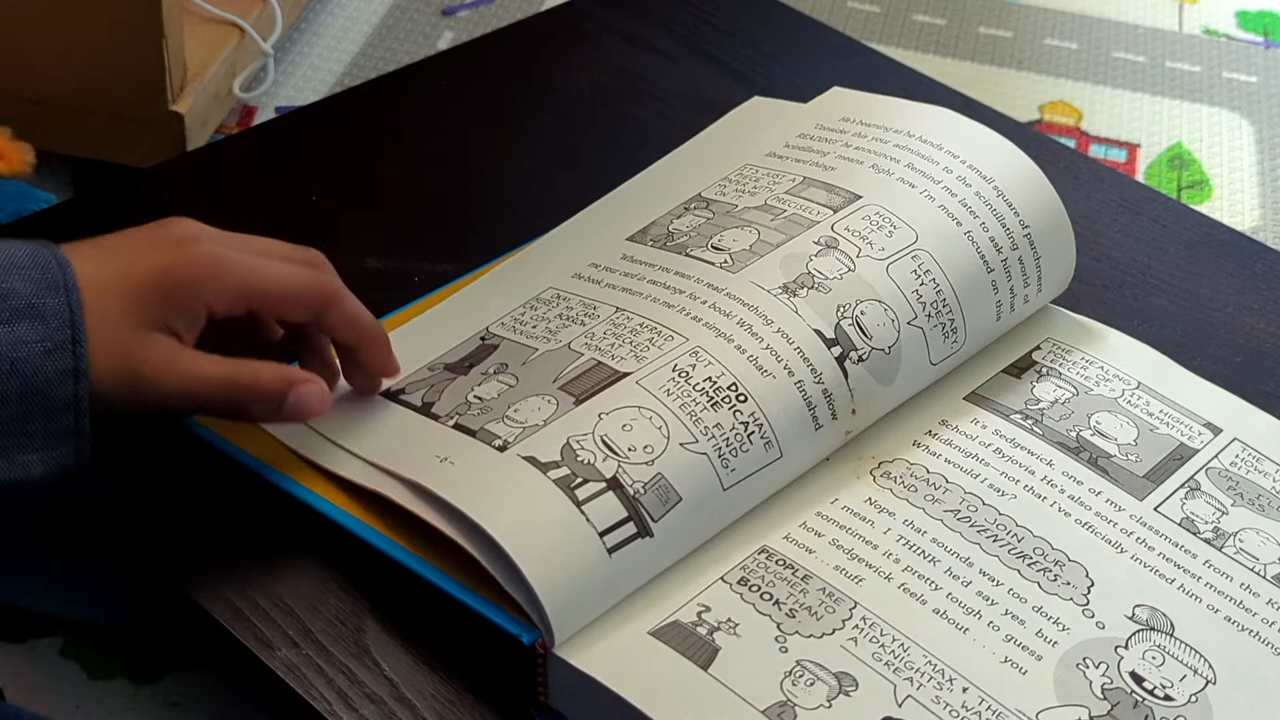 He's beaming as he hands me a small square of parchment.
"Consider this your admission to the scintillating world of
READING!" he announces. Remind me later to ask him what
"scintillating" means. Right now I'm more focused on this
library card thingy.
IT'S JUST A
PIECE OF
PAPER WITH
MY NAME
ON IT.
PRECISELY!
HOW
DOES
IT
WORK?
ELEMENTARY,
MY DEAR
MAX!
"Whenever you want to read something, you merely show
me your card in exchange for a book! When you've finished
the book, you return it to me! It's as simple as that!"
OKAY, THEN
HERE'S MY CARD.
CAN I BORROW
A COPY OF
"MAX & THE
MIDKNIGHTS"?
I'M AFRAID
THEY'RE ALL
CHECKED
OUT AT THE
MOMENT.
BUT I DO HAVE
A MEDICAL
VOLUME YOU
MIGHT FIND
INTERESTING!
-6-
"THE HEALING
POWER OF
LEECHES"?
IT'S HIGHLY
INFORMATIVE!
UM... I'LL
PASS.
It's Sedgewick, one of my classmates from the
School of Byjovia. He's also sort of the newest member of
Midknights—not that I've officially invited him or anything.
What would I say?
"WANT TO JOIN OUR
BAND OF ADVENTURERS?"
Nope, that sounds way too dorky.
I mean, I THINK he'd say yes, but
sometimes it's pretty tough to guess
how Sedgewick feels about . . . you
know . . . stuff.
PEOPLE ARE
TOUGHER TO
READ THAN
BOOKS.
KEVYN, "MAX & THE
MIDKNIGHTS" WAS
A GREAT STORY